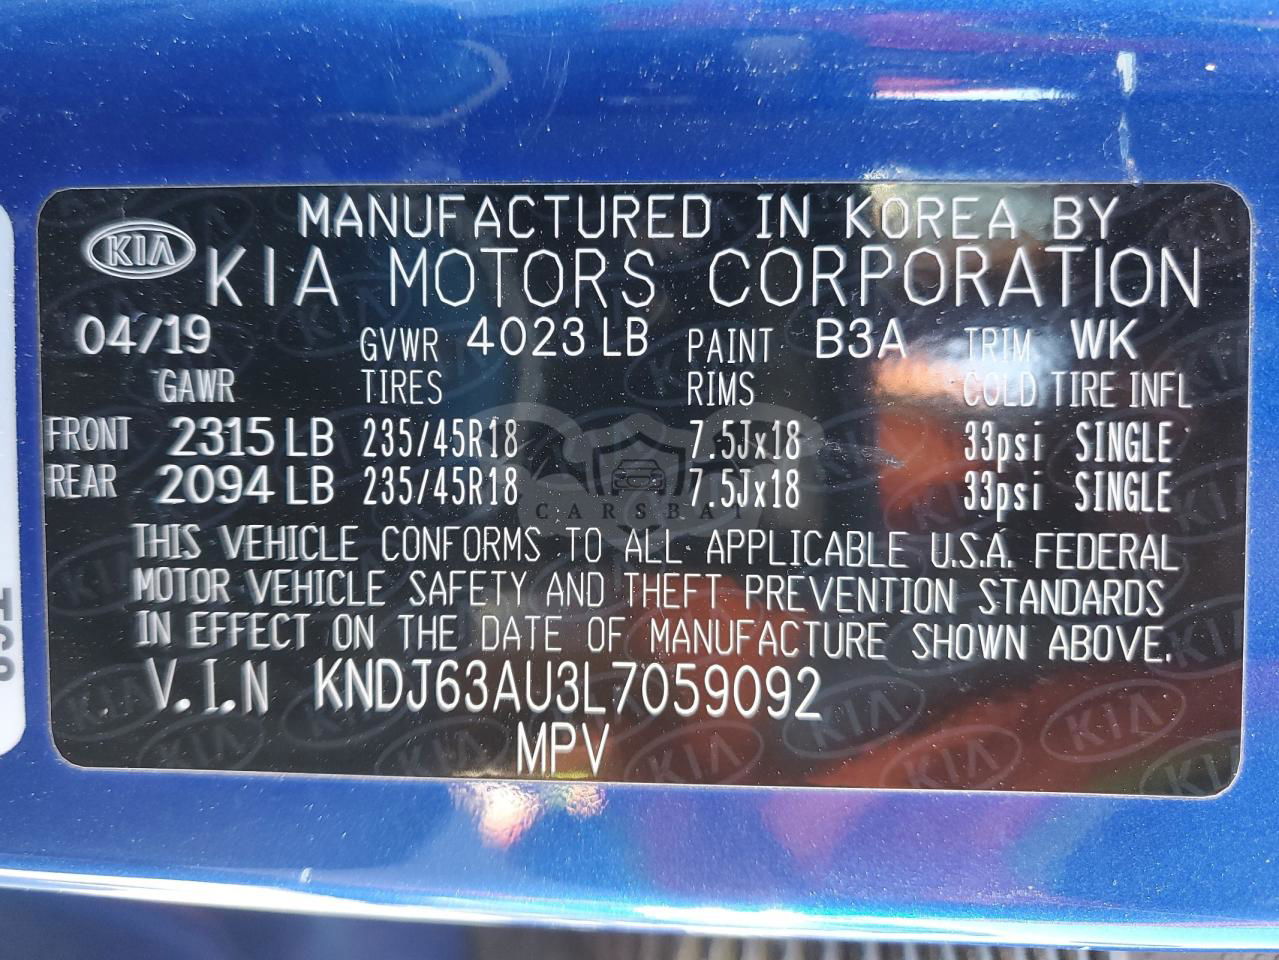 MANUFACTURED IN KOREA BY
KIA KIA MOTORS CORPORATION
04/19 GVWR 4023 LB PAINT B3A TRIM WK
GAWR TIRES RIMS COLD TIRE INFL
FRONT 2315 LB 235/45R18 7.5Jx18 33psi SINGLE
REAR 2094 LB 235/45R18 7.5Jx18 33psi SINGLE
CARSBAT
THIS VEHICLE CONFORMS TO ALL APPLICABLE U.S.A. FEDERAL
MOTOR VEHICLE SAFETY AND THEFT PREVENTION STANDARDS
IN EFFECT ON THE DATE OF MANUFACTURE SHOWN ABOVE.
V.I.N KNDJ63AU3L7059092
MPV